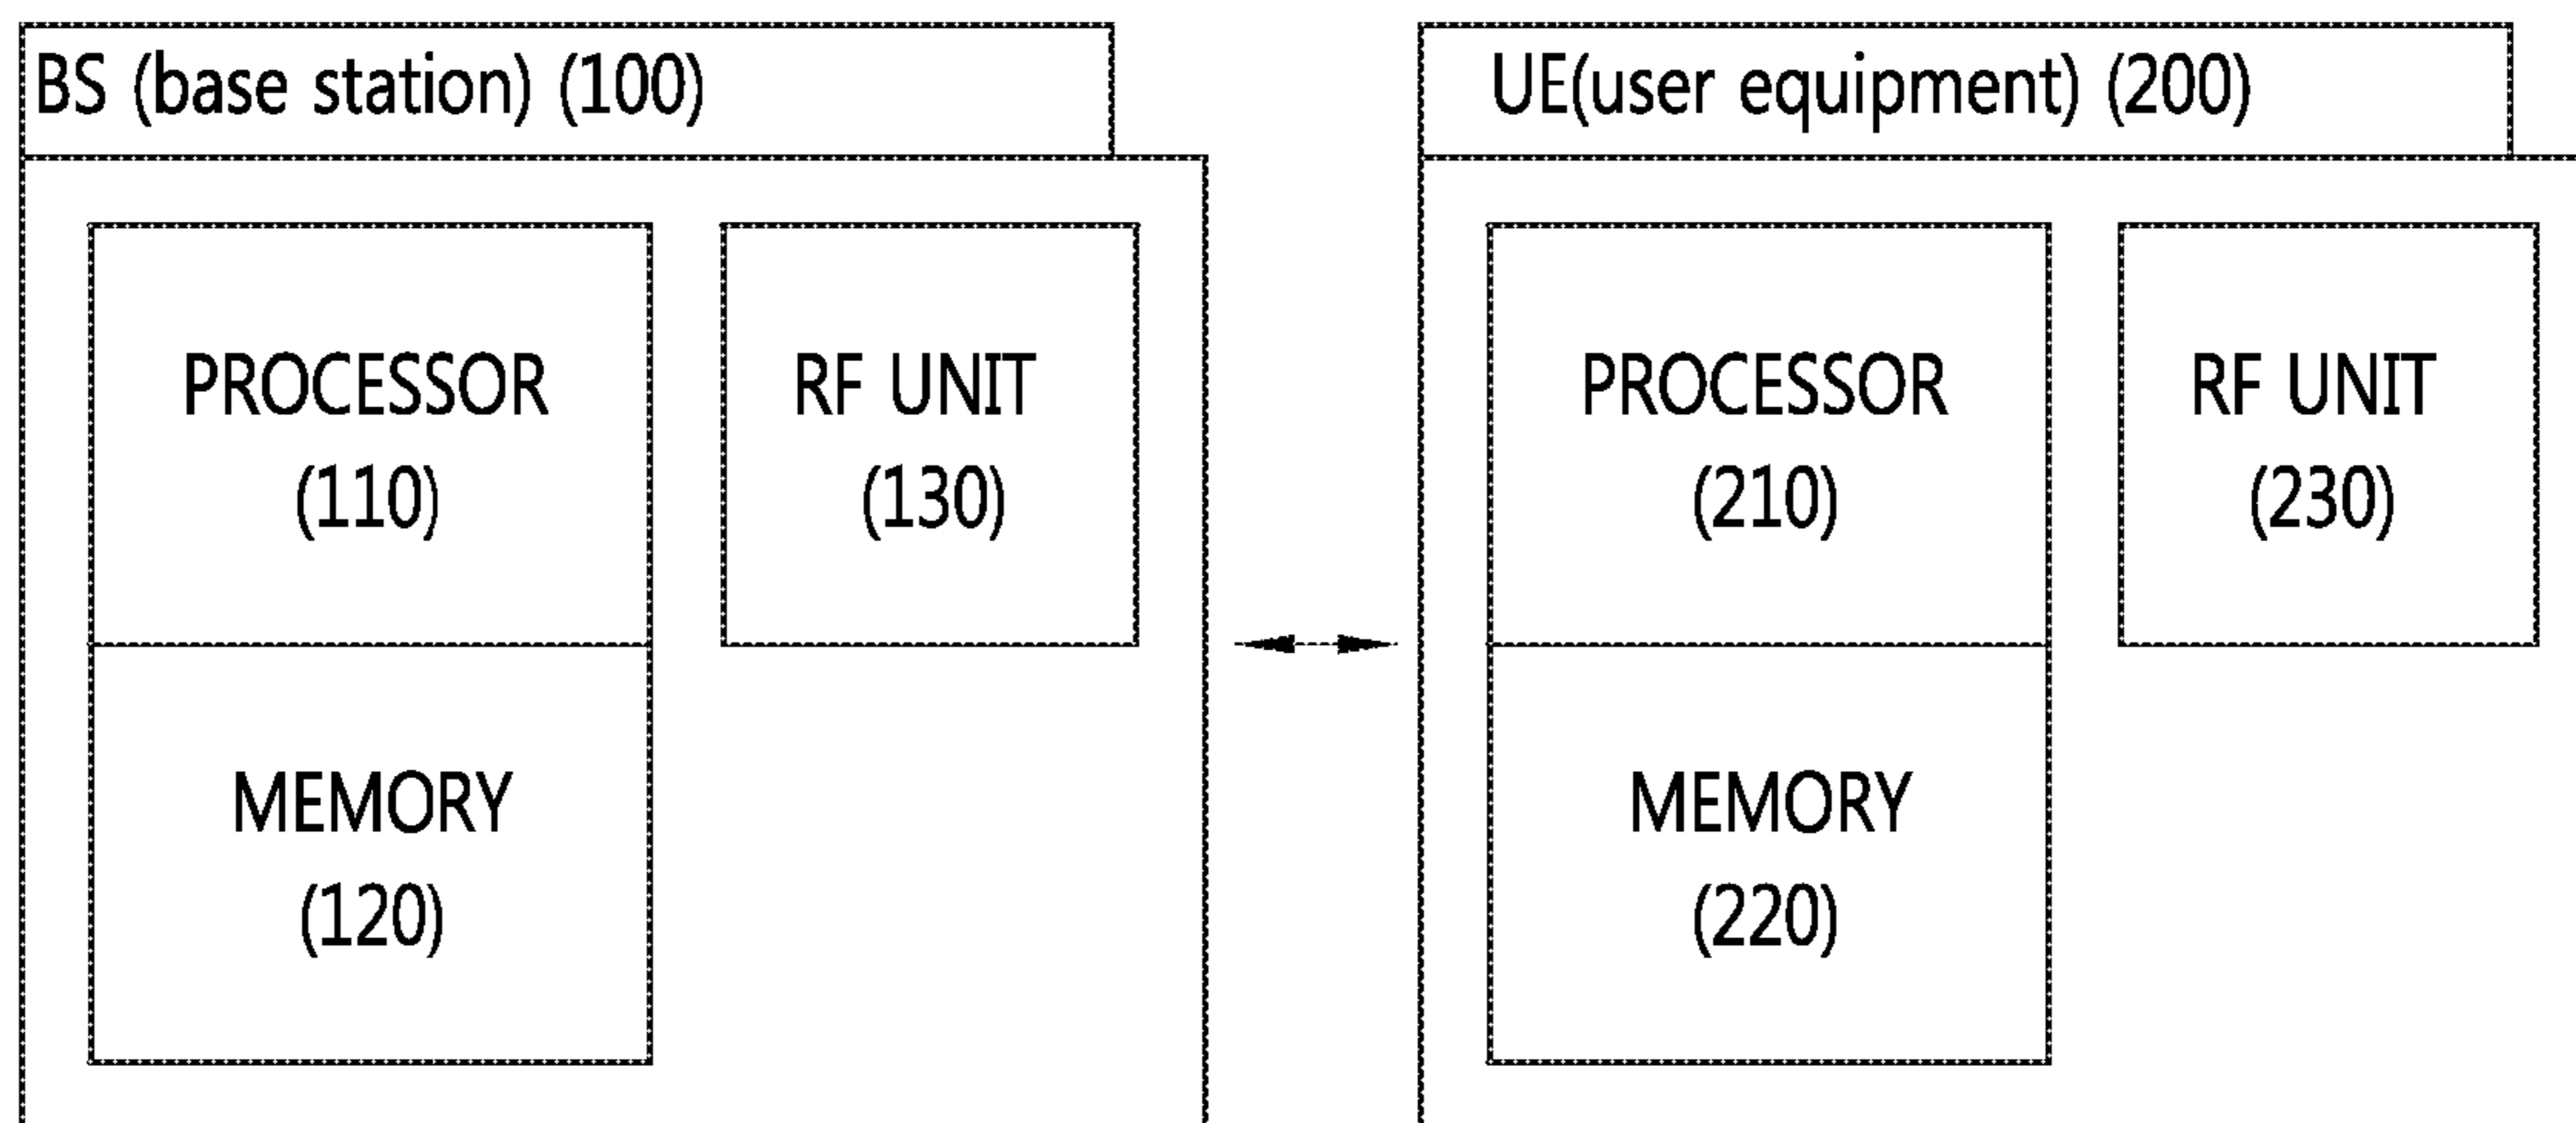 BS (base station) (100)
PROCESSOR
(110)
RF UNIT
(130)
MEMORY
(120)
UE(user equipment) (200)
PROCESSOR
(210)
RF UNIT
(230)
MEMORY
(220)